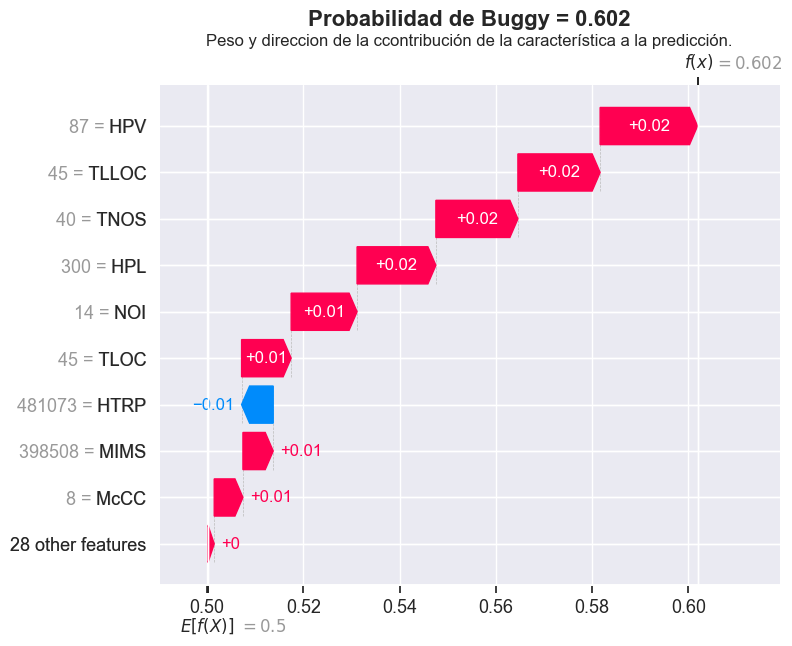 Probabilidad de Buggy = 0.602
Peso y direccion de la ccontribución de la característica a la predicción.
f(x) = 0.602
87 = HPV +0.02
45 = TLLOC +0.02
40 = TNOS +0.02
300 = HPL +0.02
14 = NOI +0.01
45 = TLOC +0.01
481073 = HTRP −0.01
398508 = MIMS +0.01
8 = McCC +0.01
28 other features +0
0.50 0.52 0.54 0.56 0.58 0.60
E[f(X)] = 0.5